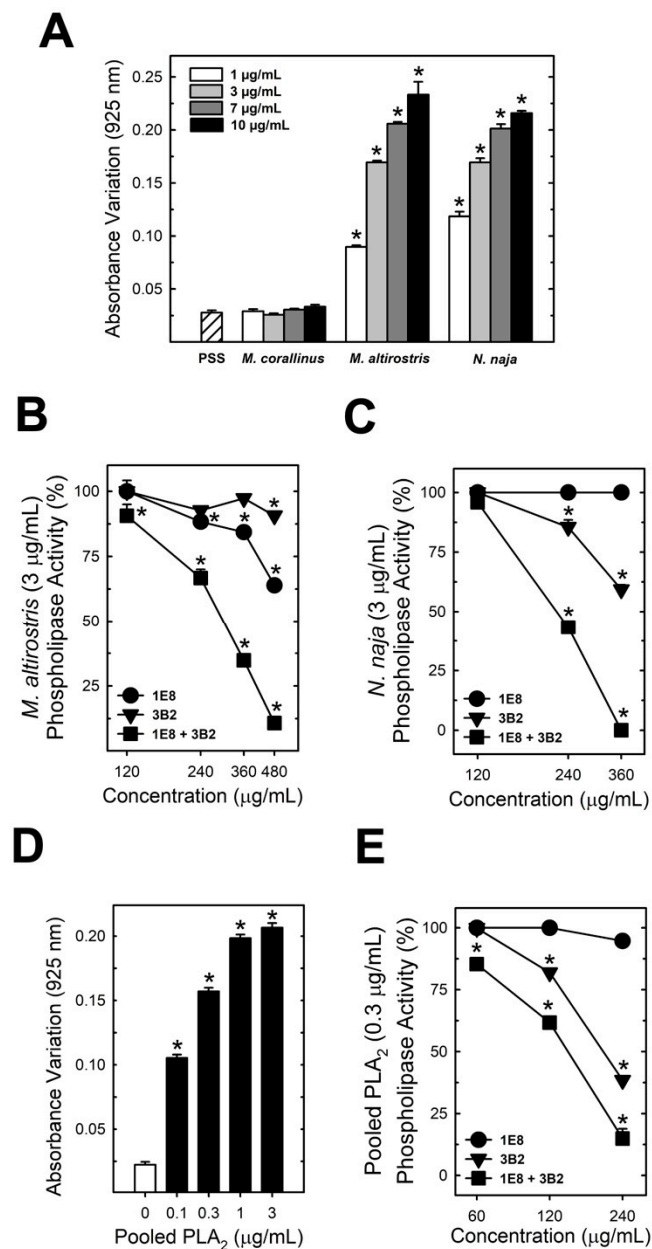 A
Absorbance Variation (925 nm)
0.25
0.20
0.15
0.10
0.05
1 µg/mL
3 µg/mL
7 µg/mL
10 µg/mL
* * * * * * * *
PSS M. corallinus M. altirostris N. naja
B
M. altirostris (3 µg/mL)
Phospholipase Activity (%)
100
75
50
25
* * * * * * * *
1E8
3B2
1E8 + 3B2
120 240 360 480
Concentration (µg/mL)
C
N. naja (3 µg/mL)
Phospholipase Activity (%)
100
75
50
25
0
* * * *
1E8
3B2
1E8 + 3B2
120 240 360
Concentration (µg/mL)
D
Absorbance Variation (925 nm)
0.20
0.15
0.10
0.05
* * * *
0 0.1 0.3 1 3
Pooled PLA2 (µg/mL)
E
Pooled PLA2 (0.3 µg/mL)
Phospholipase Activity (%)
100
75
50
25
0
* * * * *
1E8
3B2
1E8 + 3B2
60 120 240
Concentration (µg/mL)